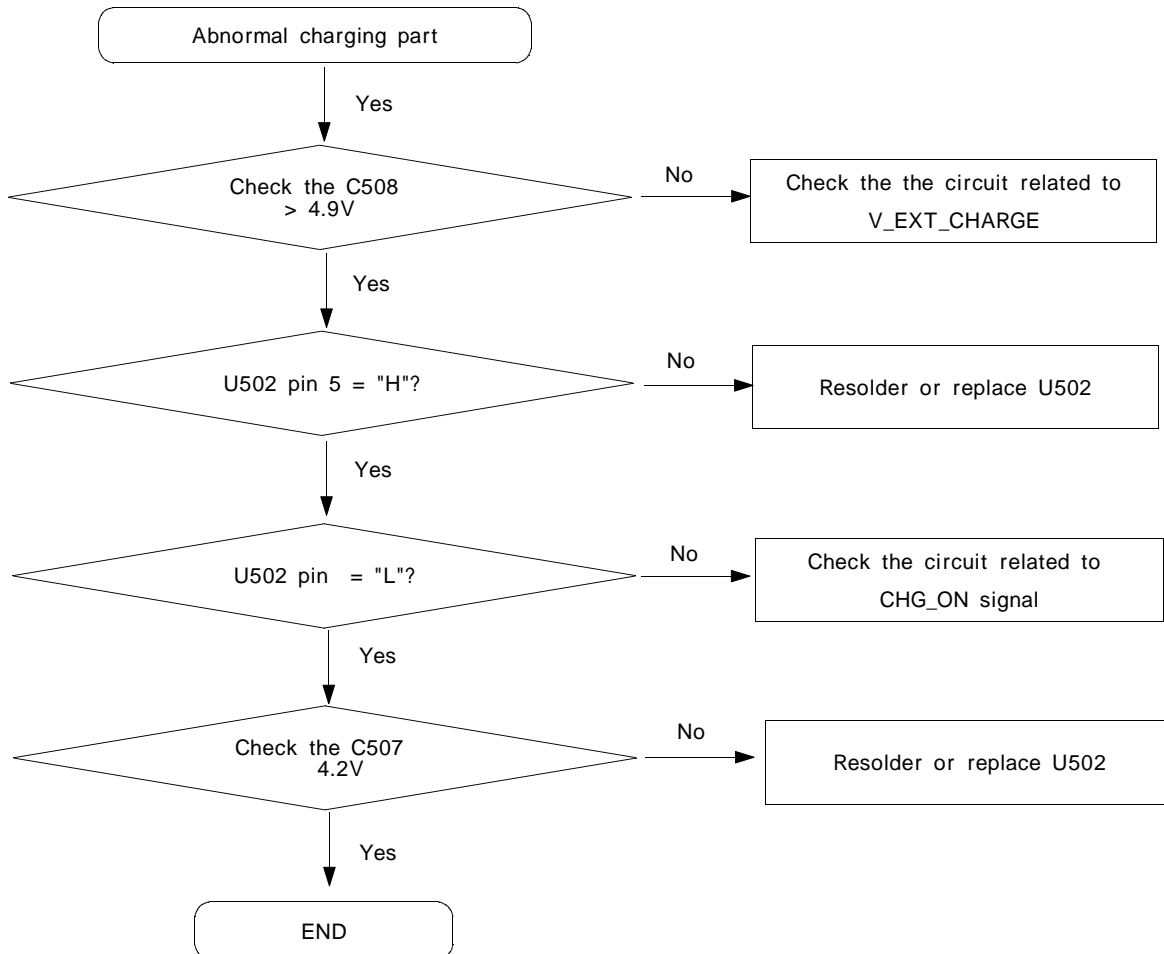 Abnormal charging part
Yes
Check the C508
> 4.9V
No
Check the the circuit related to
V_EXT_CHARGE
Yes
U502 pin 5 = "H"?
No
Resolder or replace U502
Yes
U502 pin = "L"?
No
Check the circuit related to
CHG_ON signal
Yes
Check the C507
4.2V
No
Resolder or replace U502
Yes
END